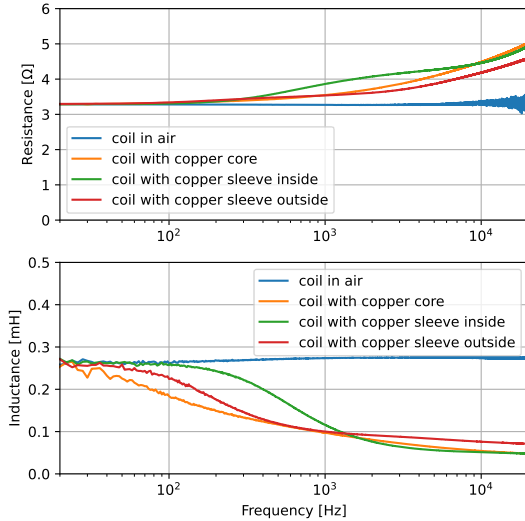 6
5
4
3
2
1
0
Resistance [Ω]
coil in air
coil with copper core
coil with copper sleeve inside
coil with copper sleeve outside
10²
10³
10⁴
0.5
0.4
0.3
0.2
0.1
0.0
Inductance [mH]
coil in air
coil with copper core
coil with copper sleeve inside
coil with copper sleeve outside
10²
10³
10⁴
Frequency [Hz]